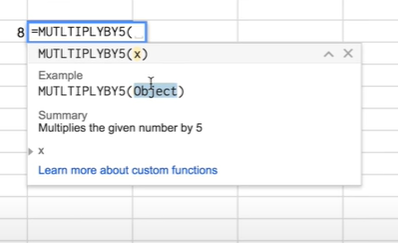 8 =MUTLTIPLYBY5(
MUTLTIPLYBY5(x)
Example
MUTLTIPLYBY5(Object)
Summary
Multiplies the given number by 5
x
Learn more about custom functions